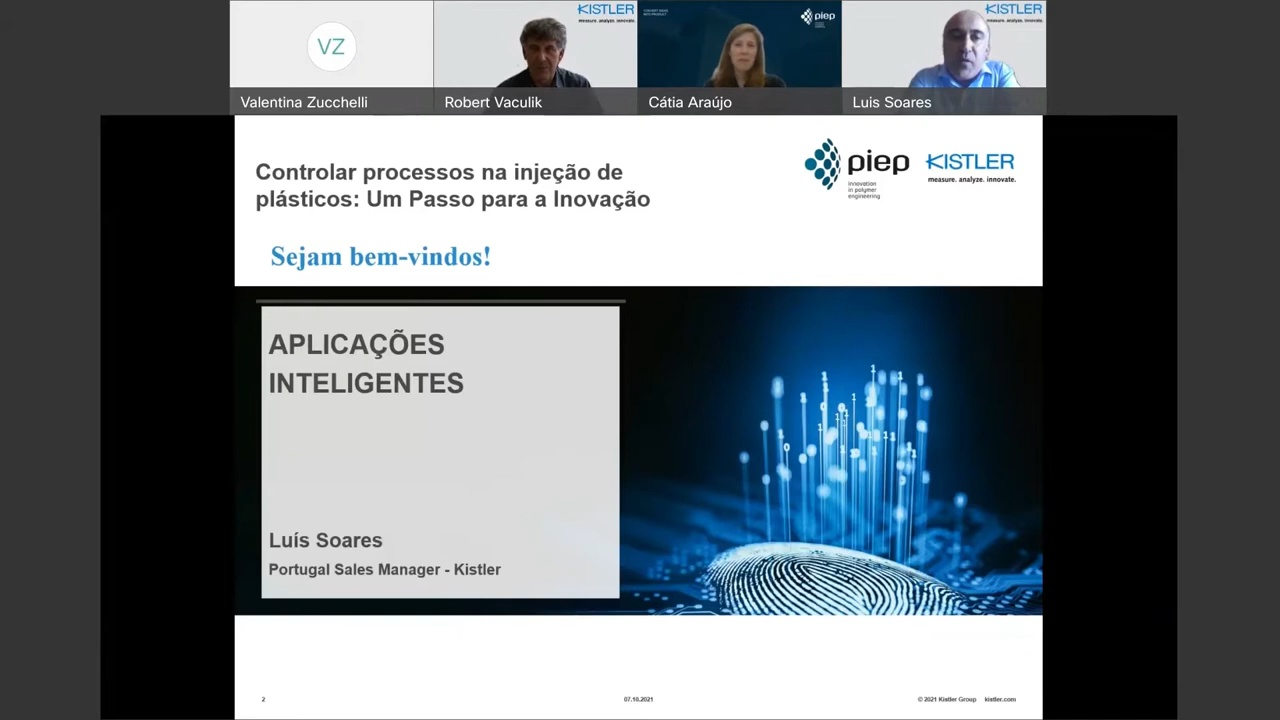 VZ
KISTLER
measure. analyze. innovate.
piep
KISTLER
measure. analyze. innovate.
Valentina Zucchelli
Robert Vaculik
Cátia Araújo
Luis Soares
Controlar processos na injeção de
plásticos: Um Passo para a Inovação
piep
Innovation
in polymer
engineering
KISTLER
measure. analyze. innovate.
Sejam bem-vindos!
APLICAÇÕES
INTELIGENTES
Luís Soares
Portugal Sales Manager - Kistler
2
07.10.2021
© 2021 Kistler Group
kistler.com